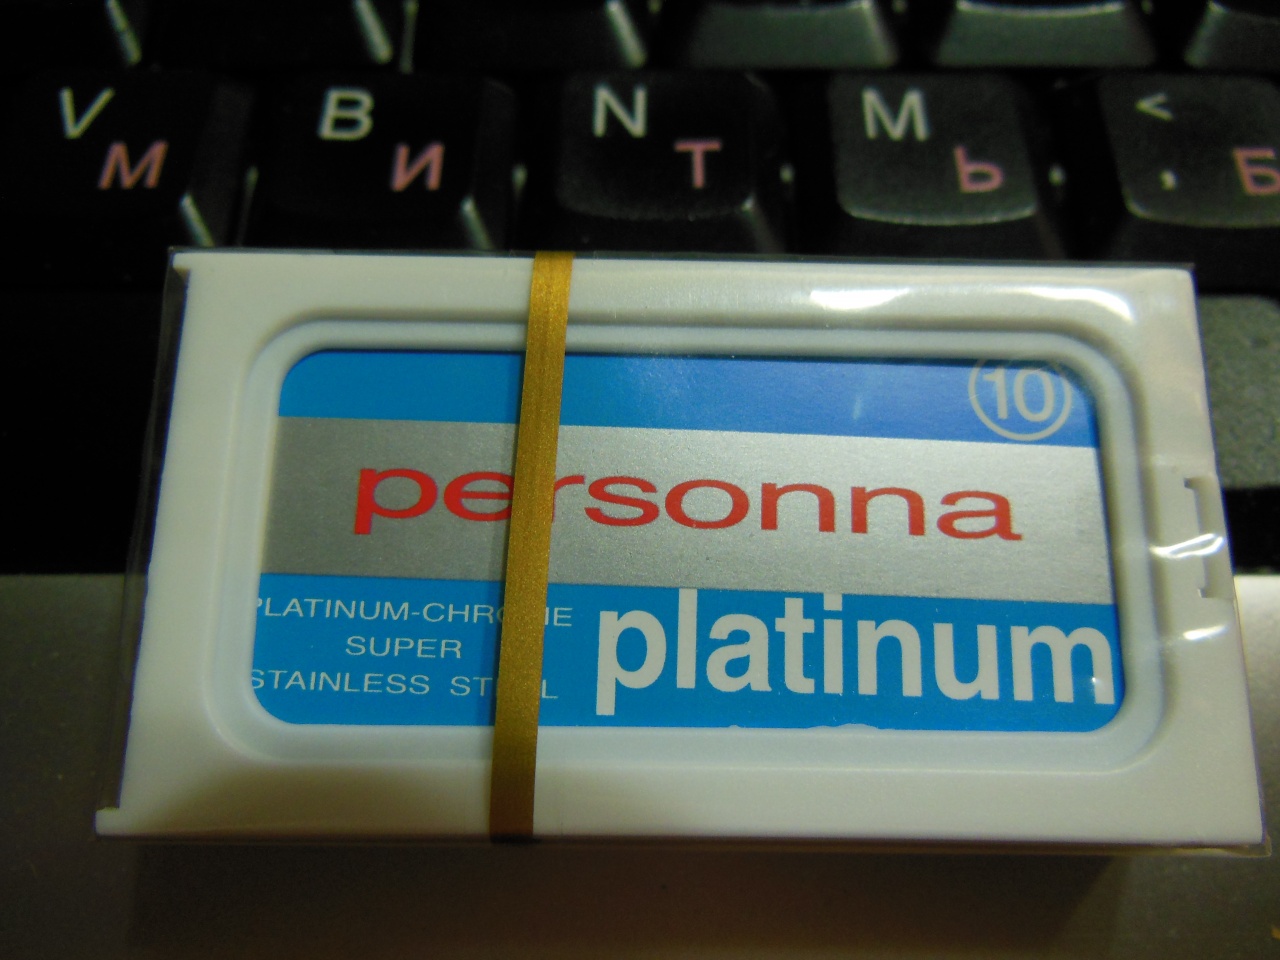 V B N M <
М И Т Ь , Б
10
personna
PLATINUM-CHROME
SUPER
STAINLESS STEEL
platinum